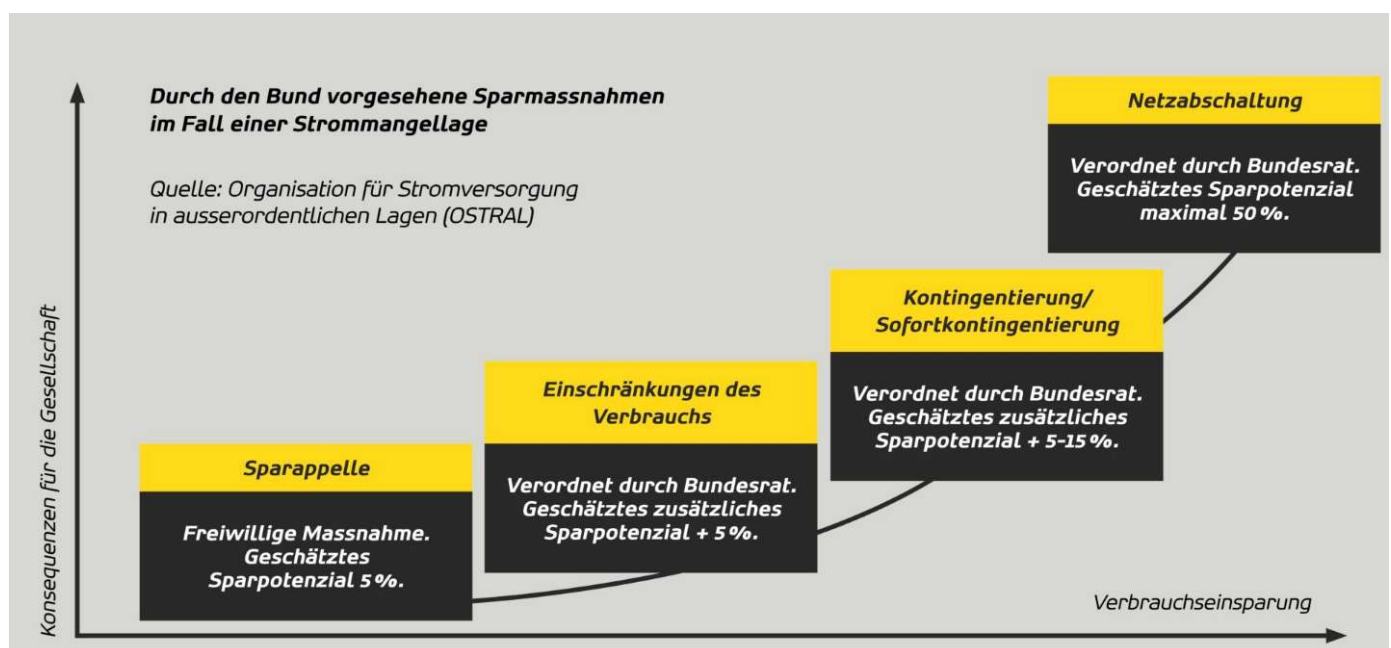 Durch den Bund vorgesehene Sparmassnahmen
im Fall einer Strommangellage
Quelle: Organisation für Stromversorgung
in ausserordentlichen Lagen (OSTRAL)
Konsequenzen für die Gesellschaft
Sparappelle
Freiwillige Massnahme.
Geschätztes
Sparpotenzial 5 %.
Einschränkungen des
Verbrauchs
Verordnet durch Bundesrat.
Geschätztes zusätzliches
Sparpotenzial + 5 %.
Kontingentierung/
Sofortkontingentierung
Verordnet durch Bundesrat.
Geschätztes zusätzliches
Sparpotenzial + 5-15 %.
Netzabschaltung
Verordnet durch Bundesrat.
Geschätztes Sparpotenzial
maximal 50 %.
Verbrauchseinsparung